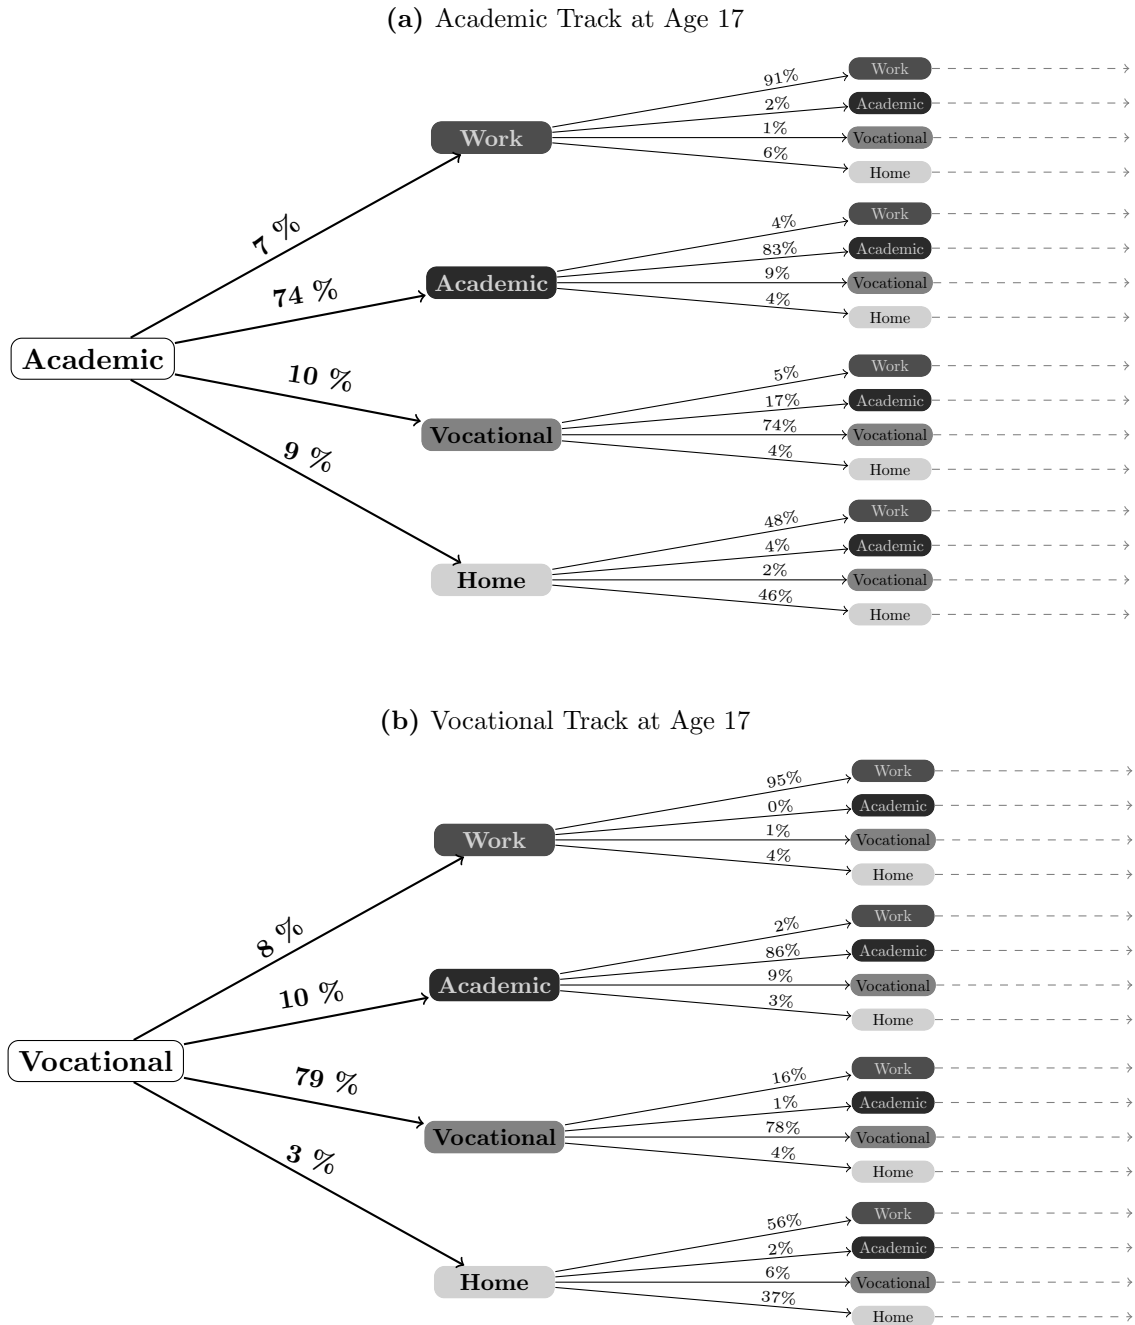 (a) Academic Track at Age 17
91%
Work
2%
Academic
Work
1%
Vocational
6%
Home
7 %
4%
Work
83%
Academic
74 %
Academic
9%
Vocational
4%
Home
Academic
10 %
5%
Work
17%
Academic
Vocational
74%
Vocational
4%
Home
9 %
48%
Work
4%
Academic
Home
2%
Vocational
46%
Home
(b) Vocational Track at Age 17
95%
Work
0%
Academic
Work
1%
Vocational
4%
Home
8 %
2%
Work
86%
Academic
10 %
Academic
9%
Vocational
3%
Home
Vocational
79 %
16%
Work
1%
Academic
Vocational
78%
Vocational
4%
Home
3 %
56%
Work
2%
Academic
Home
6%
Vocational
37%
Home